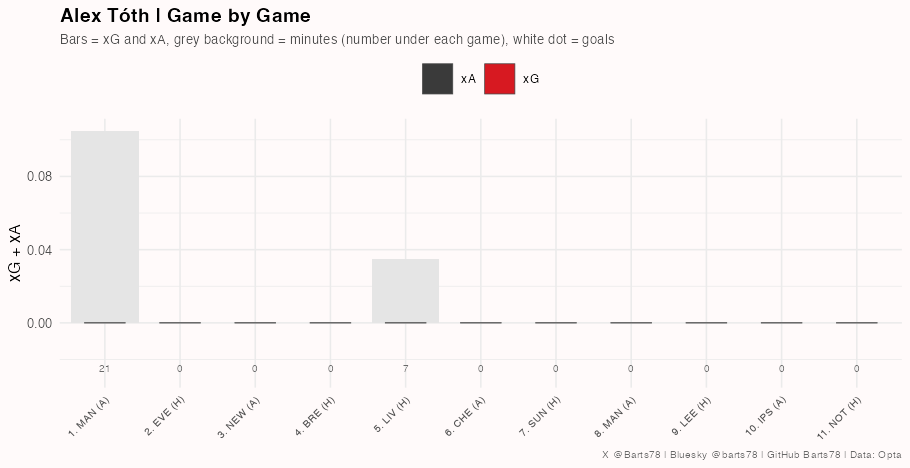 Alex Tóth | Game by Game
Bars = xG and xA, grey background = minutes (number under each game), white dot = goals
xA xG
xG + xA
0.08
0.04
0.00
21 0 0 0 7 0 0 0 0 0 0
1. MAN (A) 2. EVE (H) 3. NEW (A) 4. BRE (H) 5. LIV (H) 6. CHE (A) 7. SUN (H) 8. MAN (A) 9. LEE (H) 10. IPS (A) 11. NOT (H)
X @Barts78 | Bluesky @barts78 | GitHub Barts78 | Data: Opta